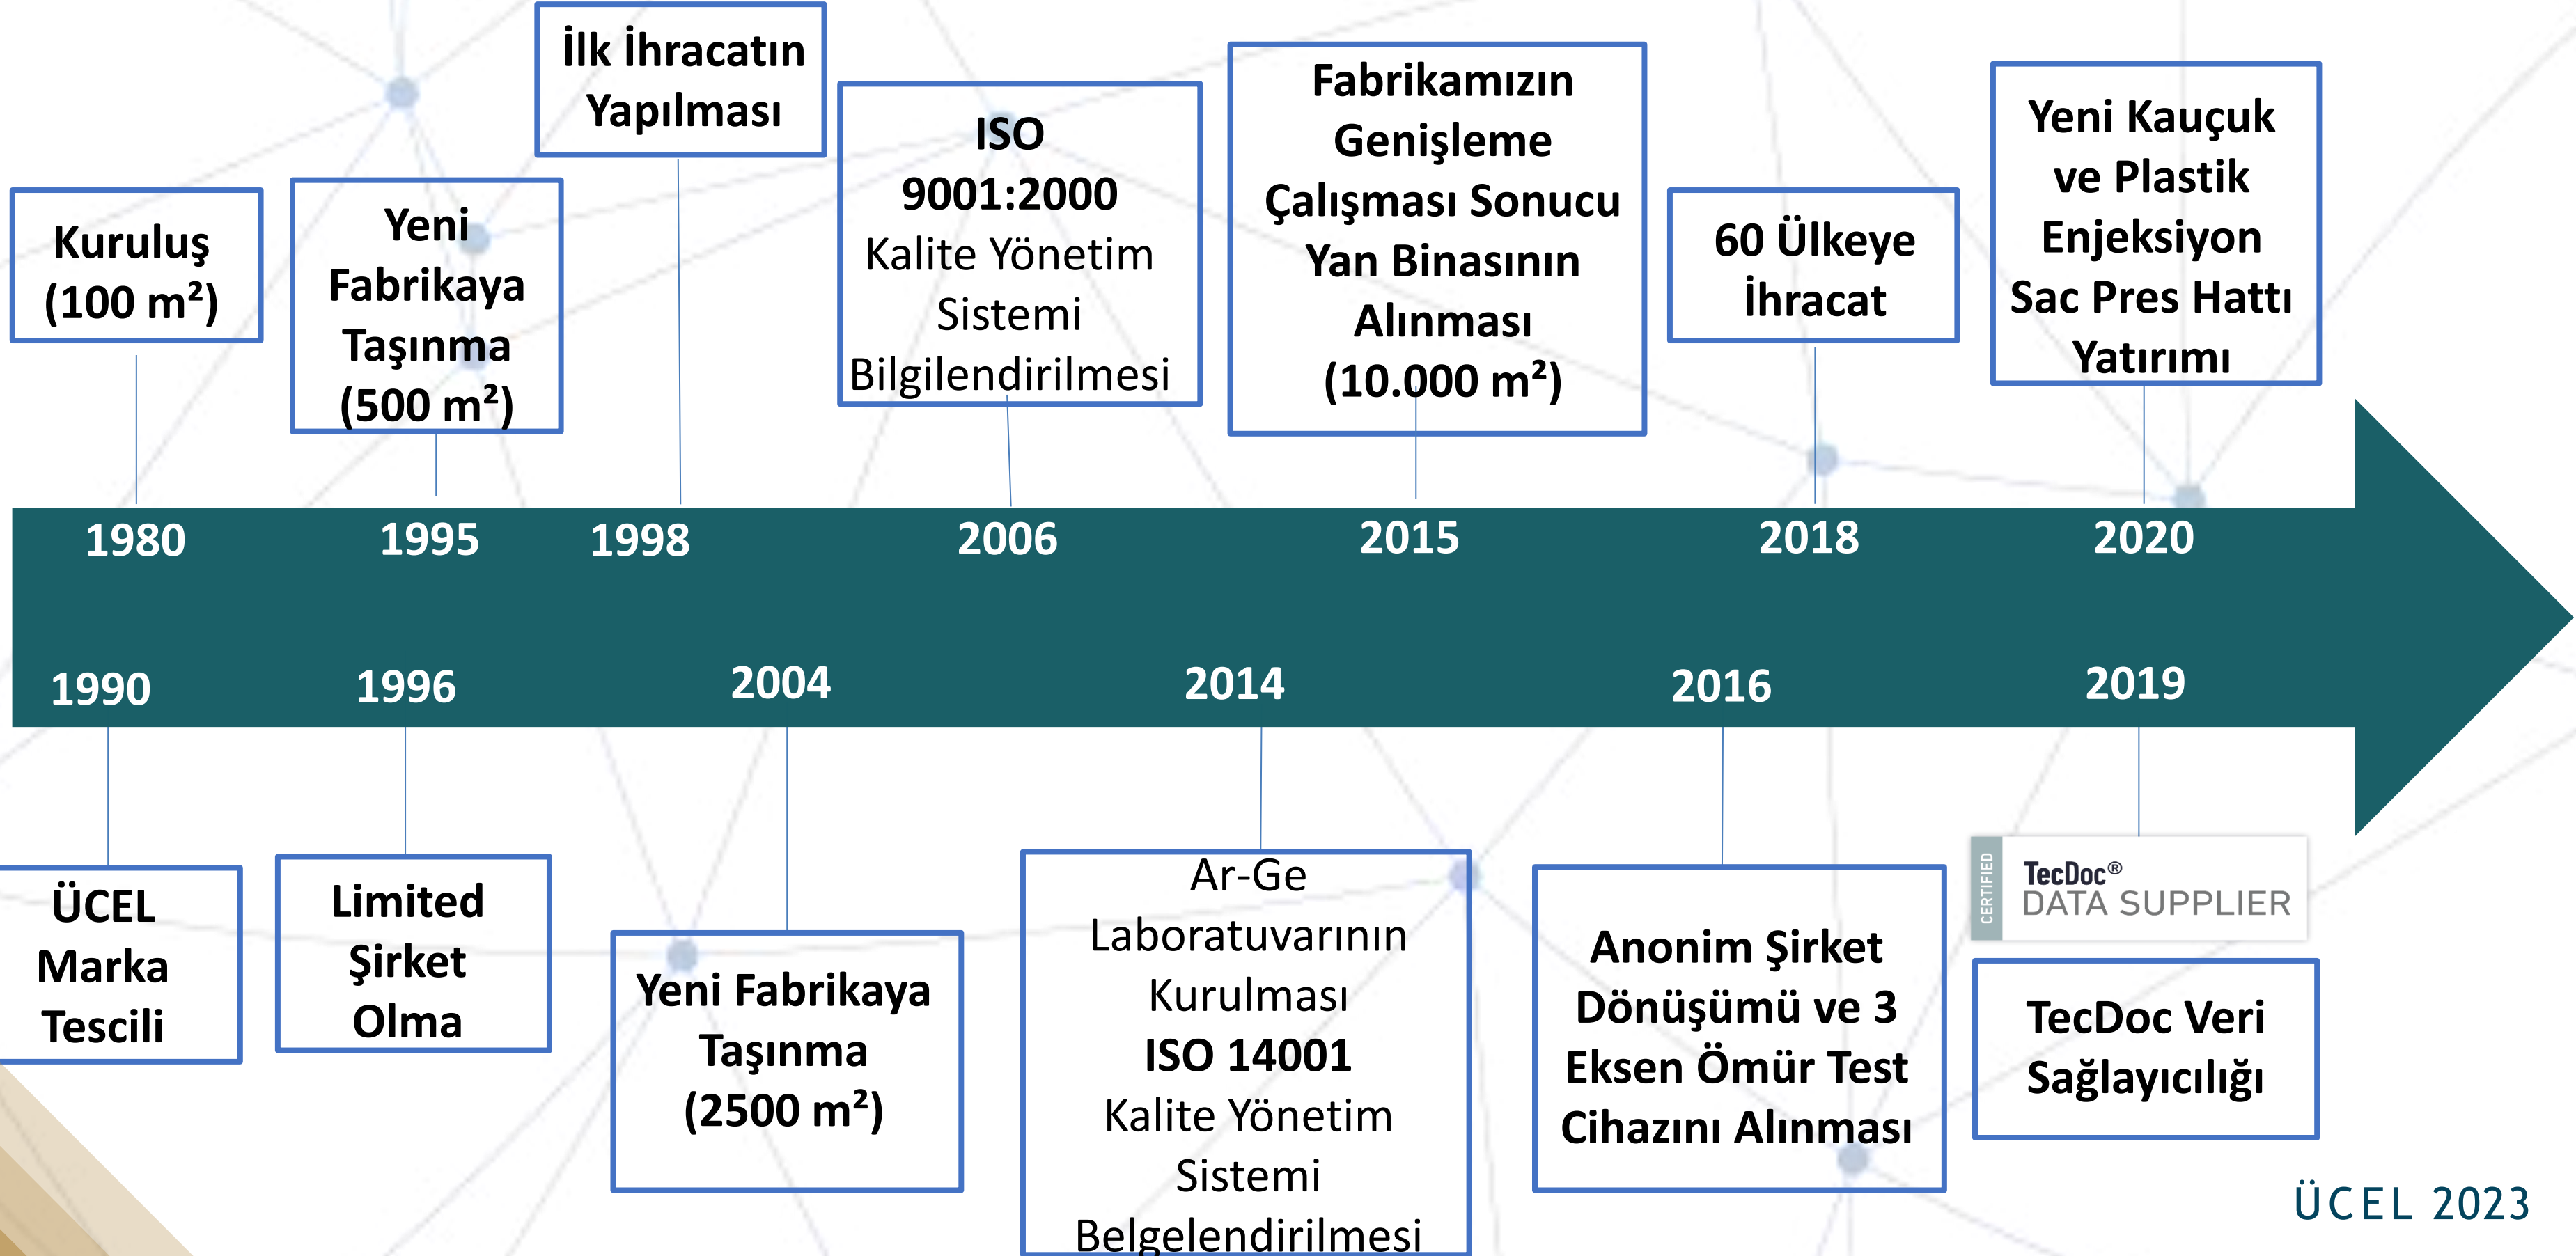 İlk İhracatın
Yapılması
Kuruluş
(100 m²)
Yeni
Fabrikaya
Taşınma
(500 m²)
ISO
9001:2000
Kalite Yönetim
Sistemi
Bilgilendirilmesi
Fabrikamızın
Genişleme
Çalışması Sonucu
Yan Binasının
Alınması
(10.000 m²)
60 Ülkeye
İhracat
Yeni Kauçuk
ve Plastik
Enjeksiyon
Sac Pres Hattı
Yatırımı
1980
1995
1998
2006
2015
2018
2020
1990
1996
2004
2014
2016
2019
ÜCEL
Marka
Tescili
Limited
Şirket
Olma
Yeni Fabrikaya
Taşınma
(2500 m²)
Ar-Ge
Laboratuvarının
Kurulması
ISO 14001
Kalite Yönetim
Sistemi
Belgelendirilmesi
Anonim Şirket
Dönüşümü ve 3
Eksen Ömür Test
Cihazını Alınması
CERTIFIED
TecDoc®
DATA SUPPLIER
TecDoc Veri
Sağlayıcılığı
ÜCEL 2023